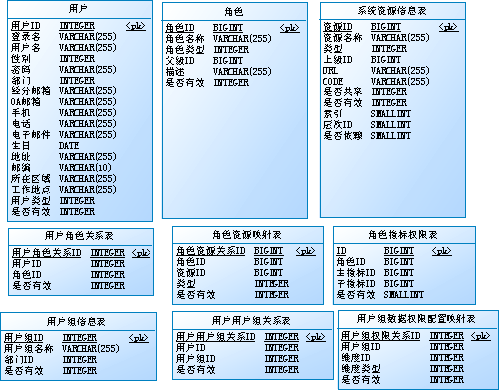 用户
用户ID INTEGER <pk>
登录名 VARCHAR(255)
用户名 VARCHAR(255)
性别 INTEGER
密码 VARCHAR(255)
部门 INTEGER
经分邮箱 VARCHAR(255)
OA邮箱 VARCHAR(255)
手机 VARCHAR(255)
电话 VARCHAR(255)
电子邮件 VARCHAR(255)
生日 DATE
地址 VARCHAR(255)
邮编 VARCHAR(10)
所在区域 VARCHAR(255)
工作地点 VARCHAR(255)
用户类型 INTEGER
是否有效 INTEGER
角色
角色ID BIGINT <pk>
角色名称 VARCHAR(255)
角色类型 INTEGER
父级ID BIGINT
描述 VARCHAR(255)
是否有效 INTEGER
系统资源信息表
资源ID BIGINT <pk>
资源名称 VARCHAR(255)
类型 INTEGER
上级ID BIGINT
URL VARCHAR(255)
CODE VARCHAR(255)
是否共享 INTEGER
是否有效 INTEGER
索引 SMALLINT
层次ID SMALLINT
是否依赖 SMALLINT
用户角色关系表
用户角色关系ID INTEGER <pk>
用户ID INTEGER
角色ID INTEGER
是否有效 INTEGER
角色资源映射表
角色资源关系ID BIGINT <pk>
角色ID BIGINT
资源ID BIGINT
类型 INTEGER
是否有效 INTEGER
角色指标权限表
ID BIGINT <pk>
角色ID BIGINT
主指标ID BIGINT
子指标ID BIGINT
是否有效 SMALLINT
用户组信息表
用户组ID INTEGER <pk>
用户组名称 VARCHAR(255)
部门ID INTEGER
是否有效 INTEGER
用户用户组关系表
用户用户组关系ID INTEGER <pk>
用户ID INTEGER
用户组ID INTEGER
是否有效 INTEGER
用户组数据权限配置映射表
用户组权限关系ID INTEGER <pk>
用户组ID INTEGER
维度ID INTEGER
维度类型 INTEGER
是否有效 INTEGER